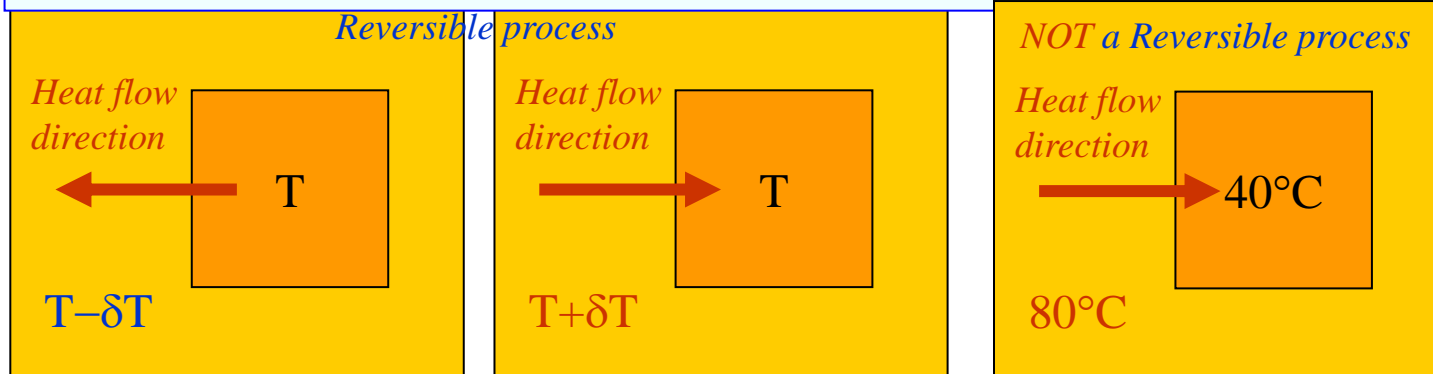 Reversible process
Heat flow
direction
T
T−δT
Heat flow
direction
T
T+δT
NOT a Reversible process
Heat flow
direction
40°C
80°C